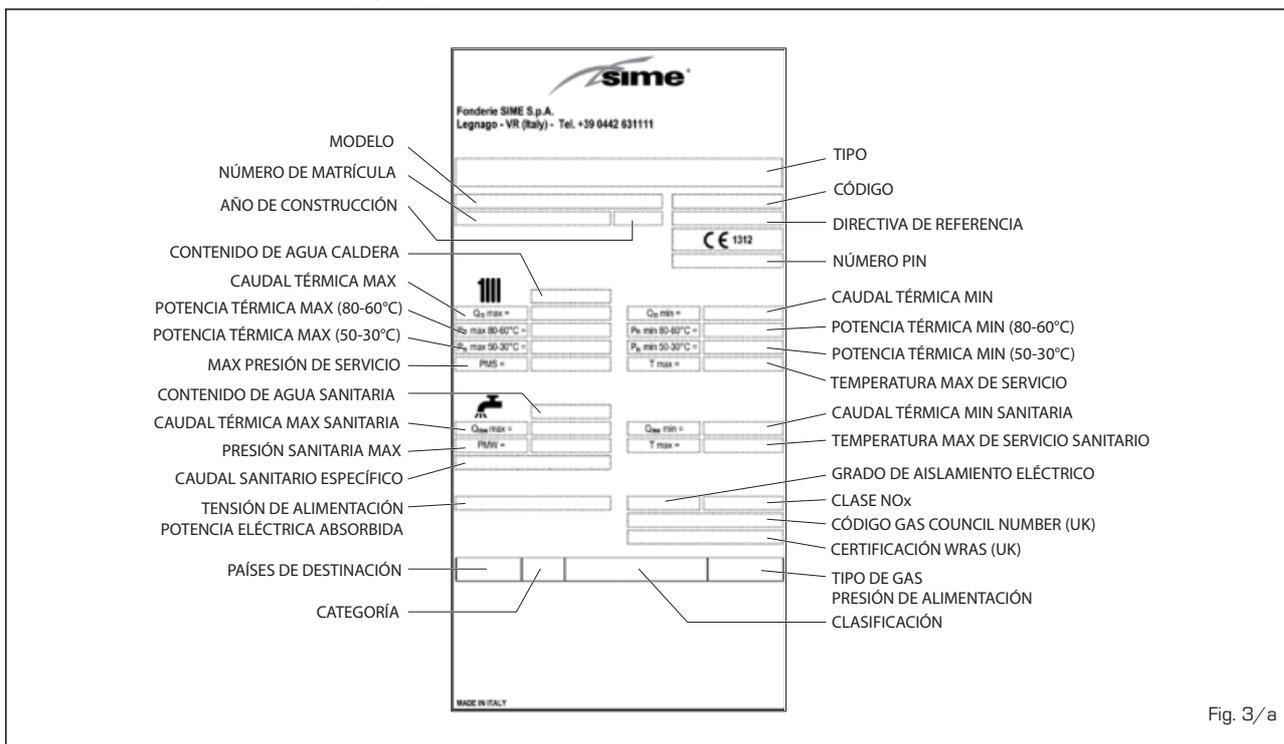 sime®
Fonderie SIME S.p.A.
Legnago - VR (Italy) - Tel. +39 0442 631111
MODELO
NÚMERO DE MATRÍCULA
AÑO DE CONSTRUCCIÓN
CONTENIDO DE AGUA CALDERA
CAUDAL TÉRMICA MAX
POTENCIA TÉRMICA MAX (80-60°C)
POTENCIA TÉRMICA MAX (50-30°C)
MAX PRESIÓN DE SERVICIO
CONTENIDO DE AGUA SANITARIA
CAUDAL TÉRMICA MAX SANITARIA
PRESIÓN SANITARIA MAX
CAUDAL SANITARIO ESPECÍFICO
TENSIÓN DE ALIMENTACIÓN
POTENCIA ELÉCTRICA ABSORBIDA
PAÍSES DE DESTINACIÓN
CATEGORÍA
CE 1312
Qn max =
Pn max 80-60°C =
Pn max 50-30°C =
PMS =
Qn min =
Pn min 80-60°C =
Pn min 50-30°C =
T max =
Qnw max =
PMW =
Qnw min =
T max =
TIPO
CÓDIGO
DIRECTIVA DE REFERENCIA
NÚMERO PIN
CAUDAL TÉRMICA MIN
POTENCIA TÉRMICA MIN (80-60°C)
POTENCIA TÉRMICA MIN (50-30°C)
TEMPERATURA MAX DE SERVICIO
CAUDAL TÉRMICA MIN SANITARIA
TEMPERATURA MAX DE SERVICIO SANITARIO
GRADO DE AISLAMIENTO ELÉCTRICO
CLASE NOx
CÓDIGO GAS COUNCIL NUMBER (UK)
CERTIFICACIÓN WRAS (UK)
TIPO DE GAS
PRESIÓN DE ALIMENTACIÓN
CLASIFICACIÓN
MADE IN ITALY
Fig. 3/a